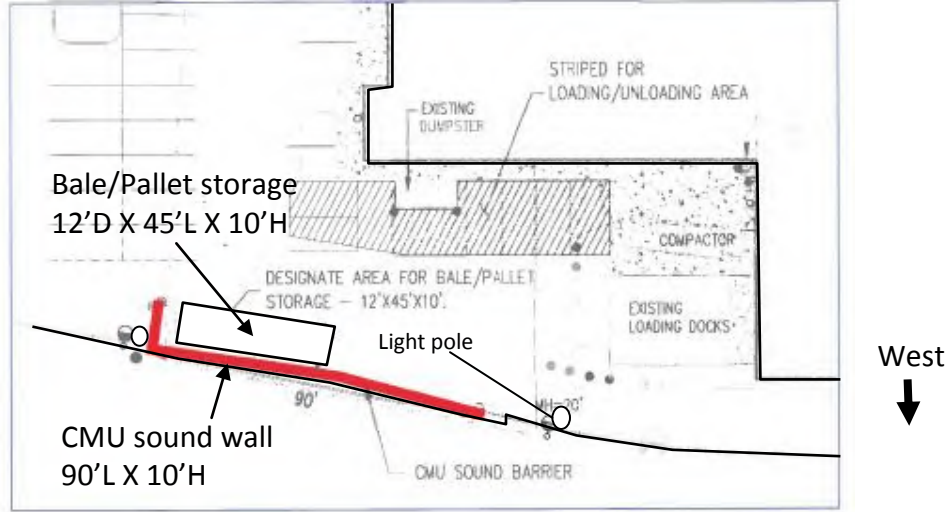 STRIPED FOR
LOADING/UNLOADING AREA
EXISTING
DUMPSTER
Bale/Pallet storage
12'D X 45'L X 10'H
COMPACTOR
DESIGNATE AREA FOR BALE/PALLET
STORAGE - 12'X45'X10'.
EXISTING
LOADING DOCKS
Light pole
West
90'
CMU sound wall
90'L X 10'H
CMU SOUND BARRIER